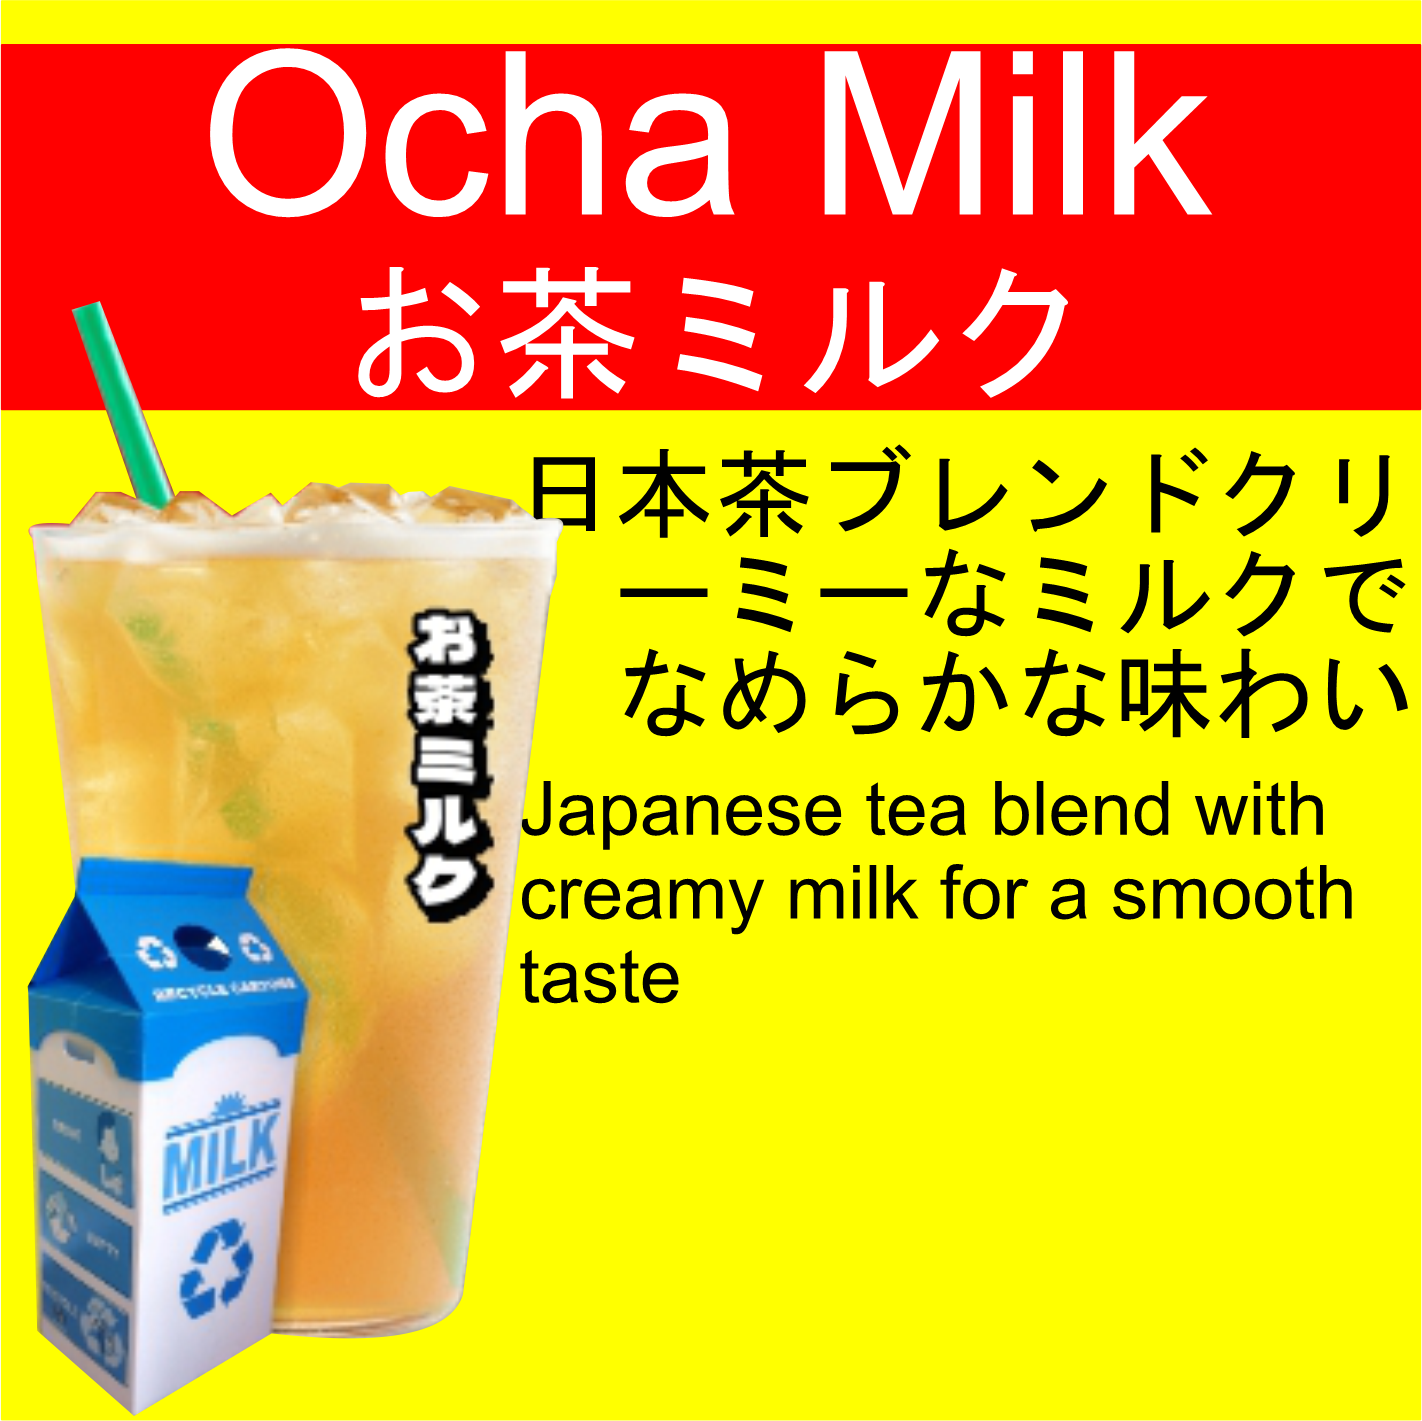 Ocha Milk
お茶ミルク
日本茶ブレンドクリ
ーミーなミルクで
なめらかな味わい
Japanese tea blend with
creamy milk for a smooth
taste
お茶ミルク
RECYCLE CARTONS
MILK